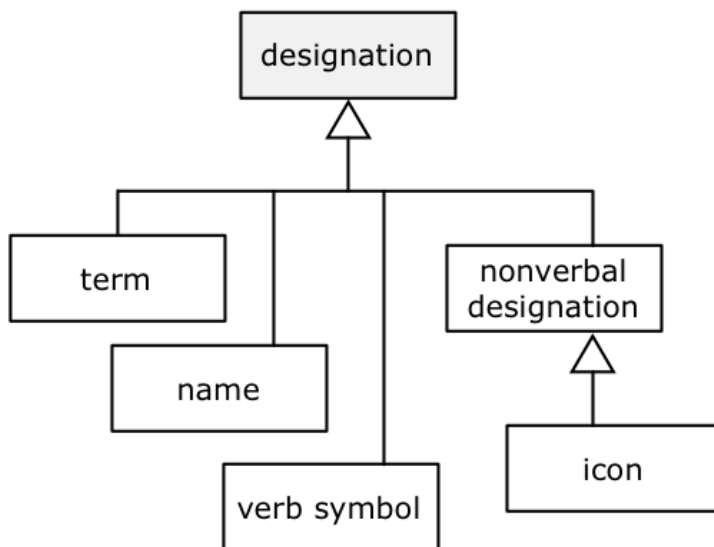 designation
term
nonverbal
designation
name
icon
verb symbol